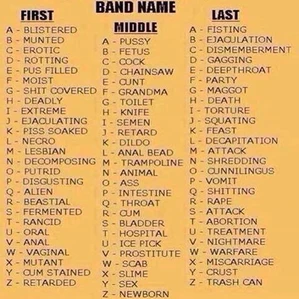 BAND NAME
FIRST
MIDDLE
LAST
A - BLISTERED
B - MUNTED
C - EROTIC
D - ROTTING
E - PUS FILLED
F - MOIST
G - SHIT COVERED
H - DEADLY
I - EXTREME
J - EJACULATING
K - PISS SOAKED
L - NECRO
M - LESBIAN
N - DECOMPOSING
O - PUTRID
P - DISGUSTING
Q - ALIEN
R - BEASTIAL
S - FERMENTED
T - RANCID
U - ORAL
V - ANAL
W - VAGINAL
X - MUTANT
Y - CUM STAINED
Z - RETARDED
A - PUSSY
B - FETUS
C - COCK
D - CHAINSAW
E - CUNT
F - GRANDMA
G - TOILET
H - KNIFE
I - SEMEN
J - RETARD
K - DILDO
L - ANAL BEAD
M - TRAMPOLINE
N - ANIMAL
O - ASS
P - INTESTINE
Q - THROAT
R - CUM
S - BLADDER
T - HOSPITAL
U - ICE PICK
V - PROSTITUTE
W - SCAB
X - SLIME
Y - SEX
Z - NEWBORN
A - FISTING
B - EJACULATION
C - DISMEMBERMENT
D - GAGGING
E - DEEPTHROAT
F - PARTY
G - MAGGOT
H - DEATH
I - TORTURE
J - SQUATING
K - FEAST
L - DECAPITATION
M - ATTACK
N - SHREDDING
O - CUNNILINGUS
P - VOMIT
Q - SHITTING
R - RAPE
S - ATTACK
T - ABORTION
U - TREATMENT
V - NIGHTMARE
W - WARFARE
X - MISCARRIAGE
Y - CRUST
Z - TRASH CAN